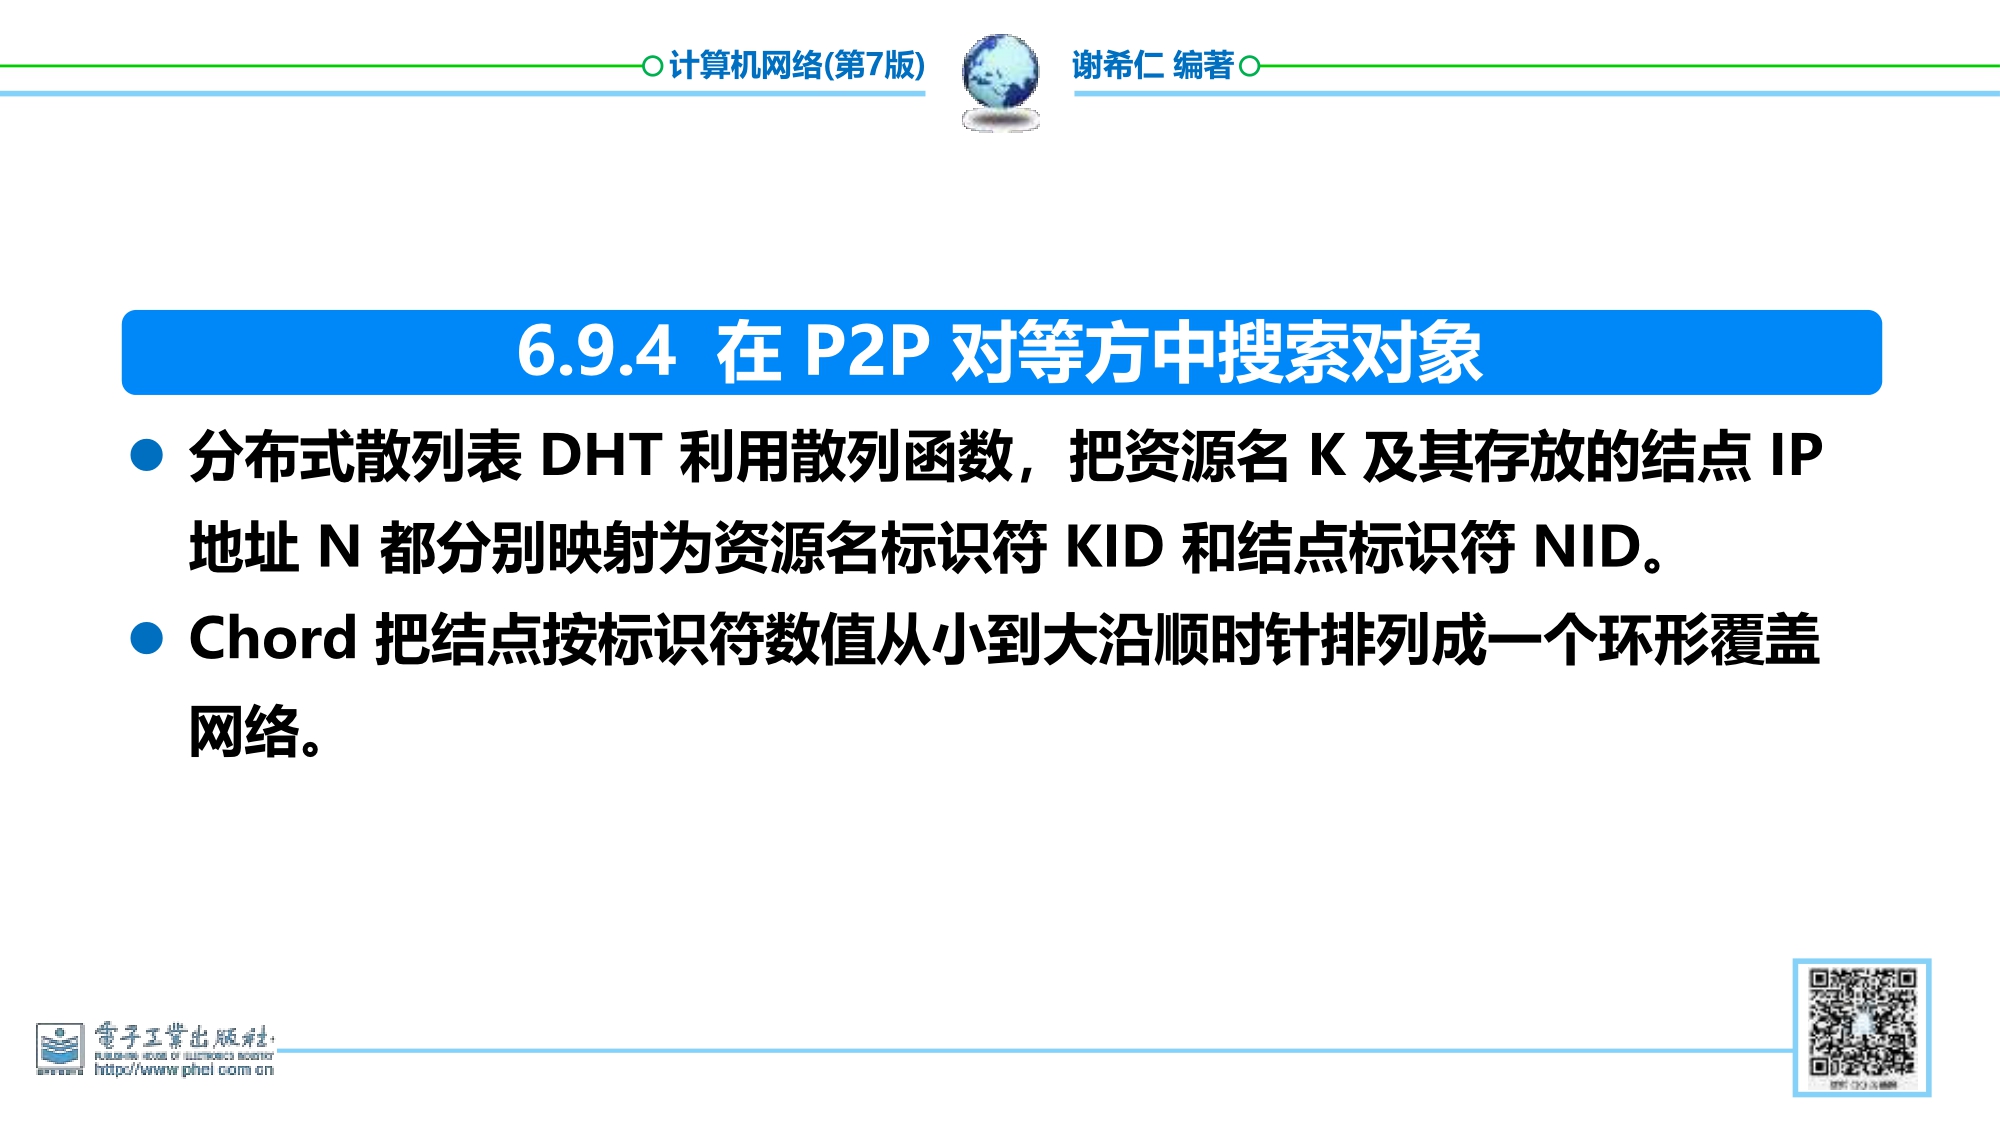 计算机网络(第7版)
谢希仁 编著
6.9.4 在 P2P 对等方中搜索对象
分布式散列表 DHT 利用散列函数，把资源名 K 及其存放的结点 IP
地址 N 都分别映射为资源名标识符 KID 和结点标识符 NID。
Chord 把结点按标识符数值从小到大沿顺时针排列成一个环形覆盖
网络。
電子工業出版社
PUBLISHING HOUSE OF ELECTRONICS INDUSTRY
http://www.phei.com.cn